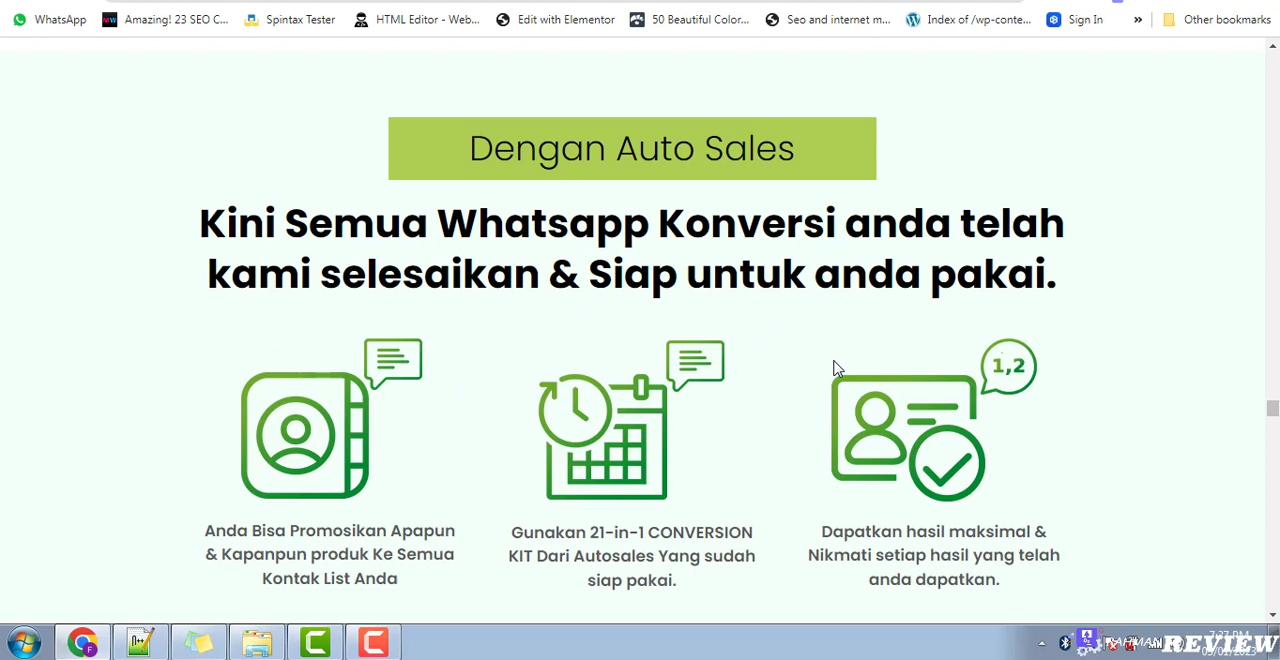 WhatsApp
Amazing! 23 SEO C...
Spintax Tester
HTML Editor - Web...
Edit with Elementor
50 Beautiful Color...
Seo and internet m...
Index of /wp-conte...
Sign In
»
Other bookmarks
Dengan Auto Sales
Kini Semua Whatsapp Konversi anda telah
kami selesaikan & Siap untuk anda pakai.
1,2
Anda Bisa Promosikan Apapun
& Kapanpun produk Ke Semua
Kontak List Anda
Gunakan 21-in-1 CONVERSION
KIT Dari Autosales Yang sudah
siap pakai.
Dapatkan hasil maksimal &
Nikmati setiap hasil yang telah
anda dapatkan.
RAHMAN
REVIEW
7:27 PM